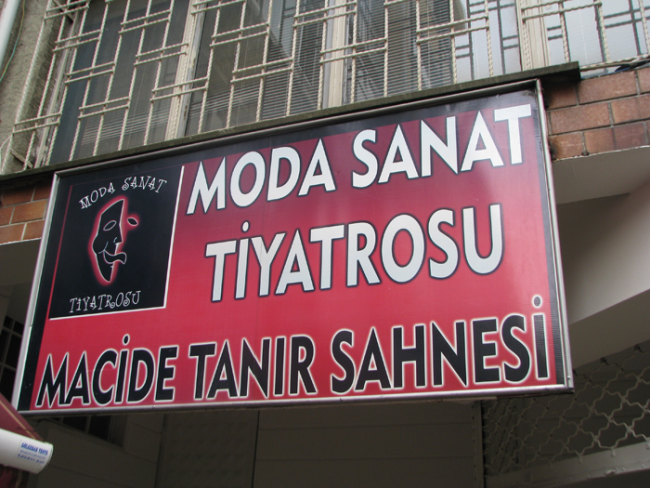 MODA SANAT
TİYATROSU
MODA SANAT
TİYATROSU
MACİDE TANIR SAHNESİ